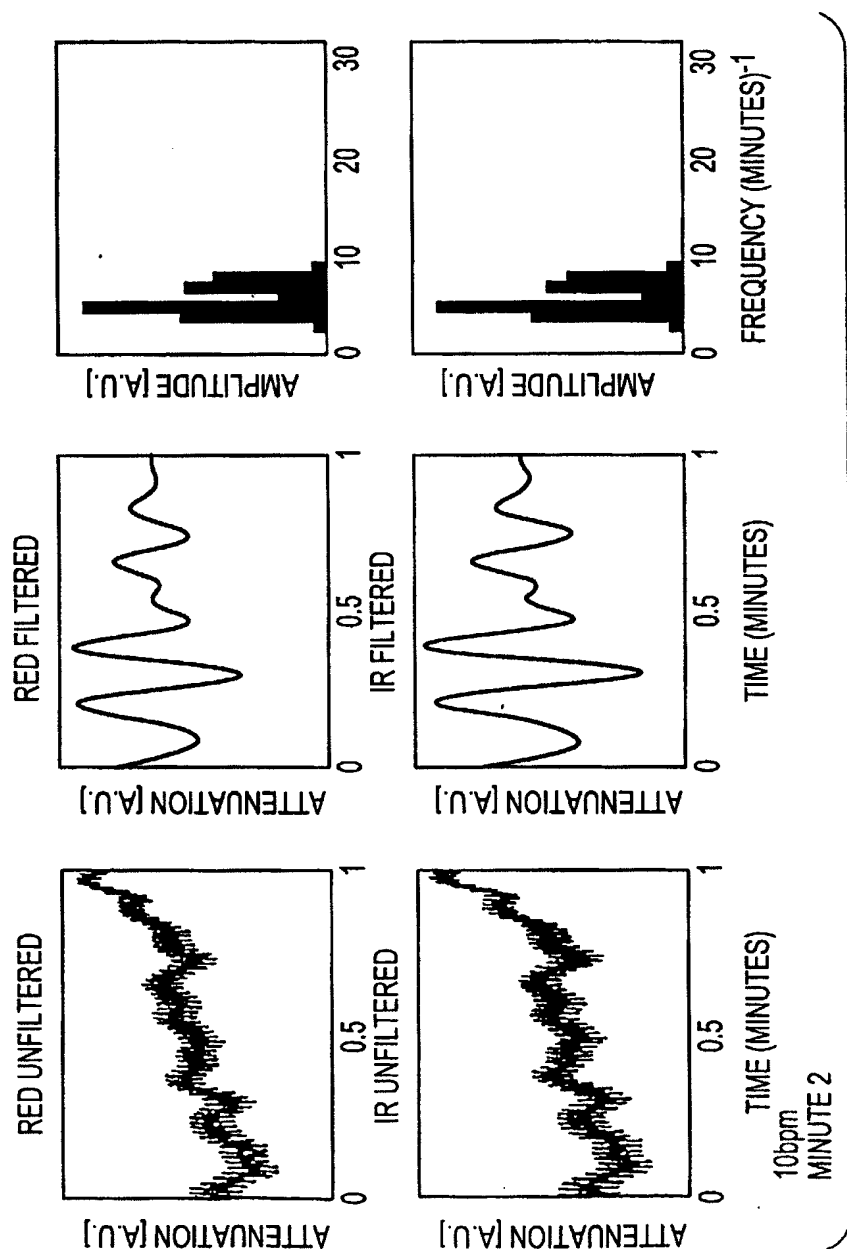 RED UNFILTERED
ATTENUATION [A.U.]
0 0.5 1
RED FILTERED
ATTENUATION [A.U.]
0 0.5 1
AMPLITUDE [A.U.]
0 10 20 30
IR UNFILTERED
ATTENUATION [A.U.]
0 0.5 1
TIME (MINUTES)
IR FILTERED
ATTENUATION [A.U.]
0 0.5 1
TIME (MINUTES)
AMPLITUDE [A.U.]
0 10 20 30
FREQUENCY (MINUTES)-1
10bpm
MINUTE 2